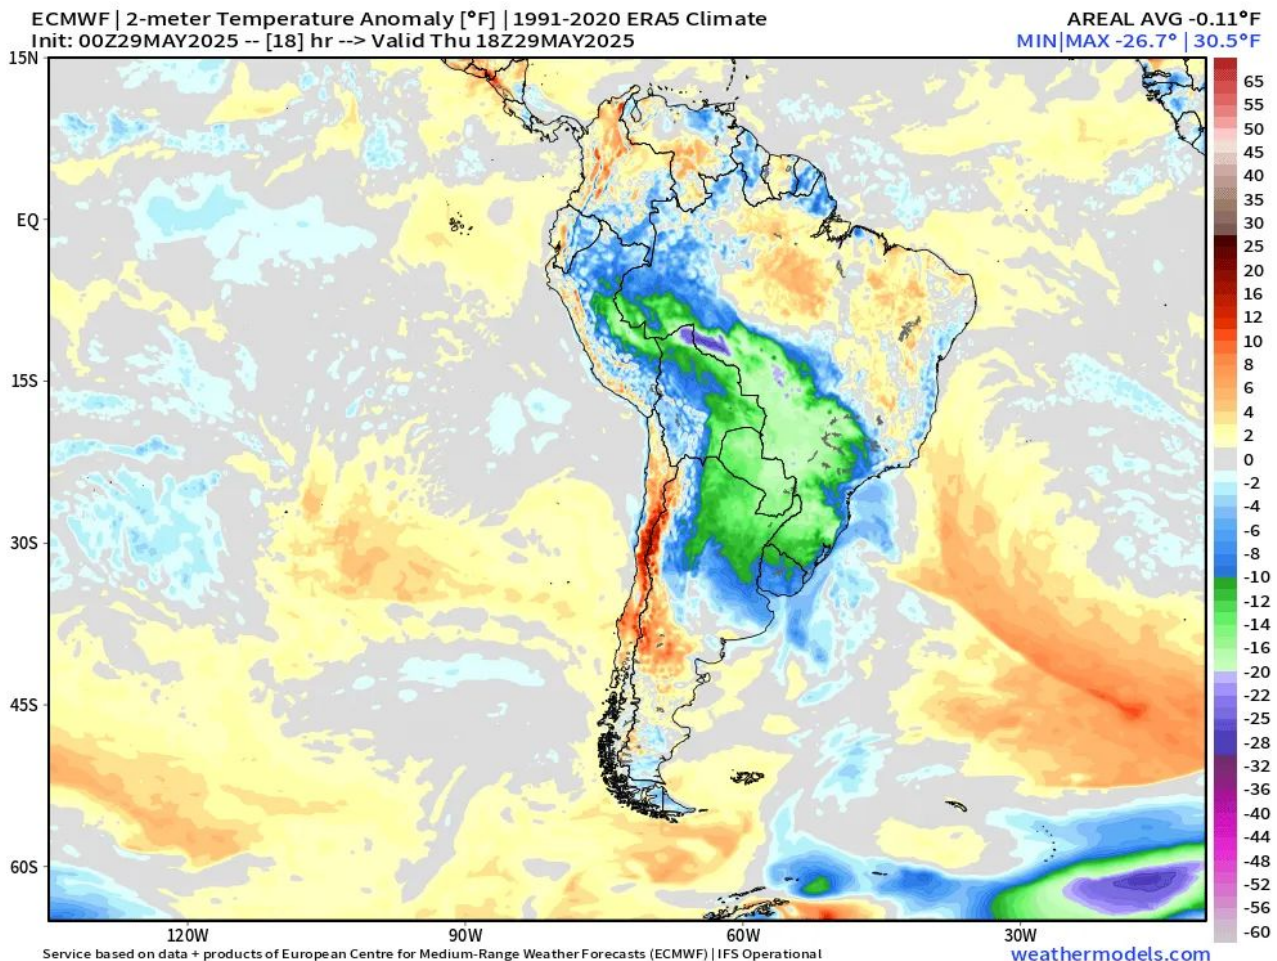 ECMWF | 2-meter Temperature Anomaly [°F] | 1991-2020 ERA5 Climate
AREAL AVG -0.11°F
Init: 00Z29MAY2025 -- [18] hr --> Valid Thu 18Z29MAY2025
MIN|MAX -26.7° | 30.5°F
15N
EQ
15S
30S
45S
60S
120W
90W
60W
30W
65
55
50
45
40
35
30
25
20
16
12
10
8
6
4
2
1
0
-2
-4
-6
-8
-10
-12
-14
-16
-20
-22
-25
-28
-32
-36
-40
-44
-48
-52
-56
-60
Service based on data + products of European Centre for Medium-Range Weather Forecasts (ECMWF) | IFS Operational
weathermodels.com